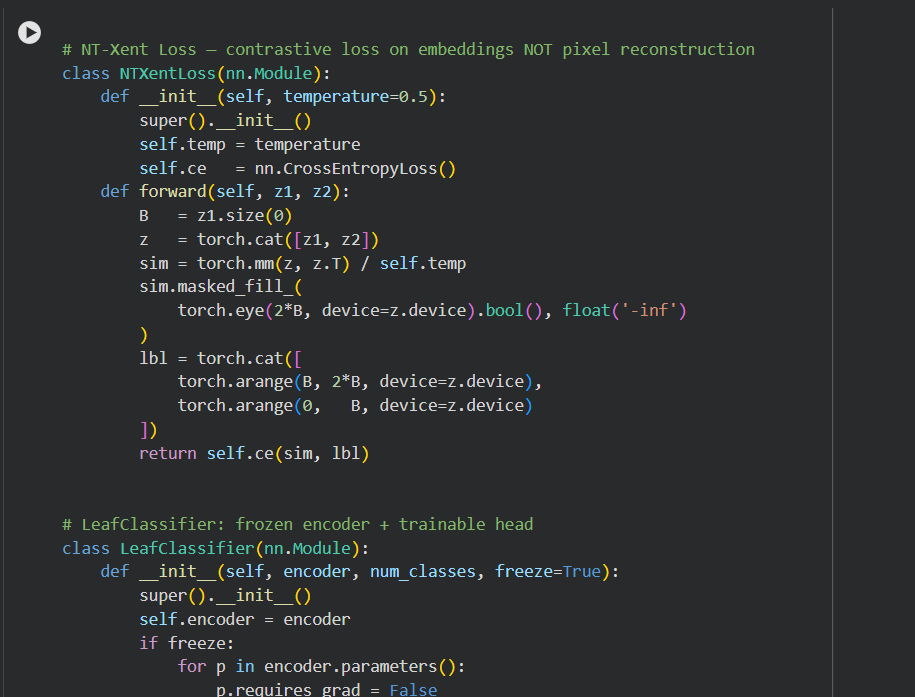 # NT-Xent Loss — contrastive loss on embeddings NOT pixel reconstruction
class NTXentLoss(nn.Module):
    def __init__(self, temperature=0.5):
        super().__init__()
        self.temp = temperature
        self.ce   = nn.CrossEntropyLoss()
    def forward(self, z1, z2):
        B   = z1.size(0)
        z   = torch.cat([z1, z2])
        sim = torch.mm(z, z.T) / self.temp
        sim.masked_fill_(
            torch.eye(2*B, device=z.device).bool(), float('-inf')
        )
        lbl = torch.cat([
            torch.arange(B, 2*B, device=z.device),
            torch.arange(0,   B, device=z.device)
        ])
        return self.ce(sim, lbl)
# LeafClassifier: frozen encoder + trainable head
class LeafClassifier(nn.Module):
    def __init__(self, encoder, num_classes, freeze=True):
        super().__init__()
        self.encoder = encoder
        if freeze:
            for p in encoder.parameters():
                p.requires_grad = False